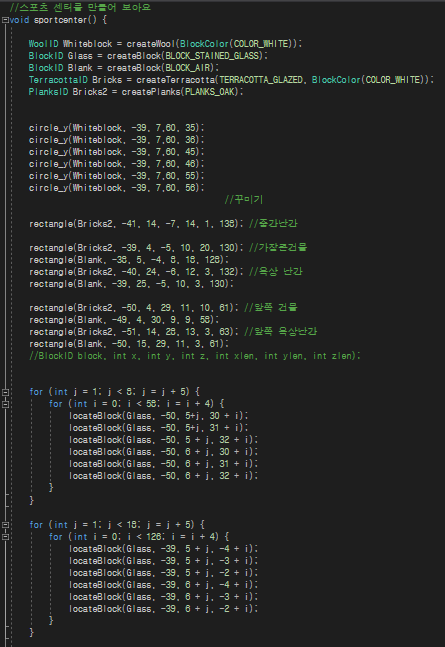 //스포츠 센터를 만들어 보아요
void sportcenter() {
WoolID Whiteblock = createWool(BlockColor(COLOR_WHITE));
BlockID Glass = createBlock(BLOCK_STAINED_GLASS);
BlockID Blank = createBlock(BLOCK_AIR);
TerracottaID Bricks = createTerracotta(TERRACOTTA_GLAZED, BlockColor(COLOR_WHITE));
PlanksID Bricks2 = createPlanks(PLANKS_OAK);
circle_y(Whiteblock, -39, 7,60, 35);
circle_y(Whiteblock, -39, 7,60, 36);
circle_y(Whiteblock, -39, 7,60, 45);
circle_y(Whiteblock, -39, 7,60, 46);
circle_y(Whiteblock, -39, 7,60, 55);
circle_y(Whiteblock, -39, 7,60, 56);
//꾸미기
rectangle(Bricks2, -41, 14, -7, 14, 1, 138); //중간난간
rectangle(Bricks2, -39, 4, -5, 10, 20, 130); //가장큰건물
rectangle(Blank, -38, 5, -4, 8, 18, 128);
rectangle(Bricks2, -40, 24, -6, 12, 3, 132); //옥상 난간
rectangle(Blank, -39, 25, -5, 10, 3, 130);
rectangle(Bricks2, -50, 4, 29, 11, 10, 61); //앞쪽 건물
rectangle(Blank, -49, 4, 30, 9, 9, 58);
rectangle(Bricks2, -51, 14, 28, 13, 3, 63); //앞쪽 옥상난간
rectangle(Blank, -50, 15, 29, 11, 3, 61);
//BlockID block, int x, int y, int z, int xlen, int ylen, int zlen);
for (int j = 1; j < 8; j = j + 5) {
for (int i = 0; i < 58; i = i + 4) {
locateBlock(Glass, -50, 5+j, 30 + i);
locateBlock(Glass, -50, 5+j, 31 + i);
locateBlock(Glass, -50, 5 + j, 32 + i);
locateBlock(Glass, -50, 6 + j, 30 + i);
locateBlock(Glass, -50, 6 + j, 31 + i);
locateBlock(Glass, -50, 6 + j, 32 + i);
}
}
for (int j = 1; j < 18; j = j + 5) {
for (int i = 0; i < 126; i = i + 4) {
locateBlock(Glass, -39, 5 + j, -4 + i);
locateBlock(Glass, -39, 5 + j, -3 + i);
locateBlock(Glass, -39, 5 + j, -2 + i);
locateBlock(Glass, -39, 6 + j, -4 + i);
locateBlock(Glass, -39, 6 + j, -3 + i);
locateBlock(Glass, -39, 6 + j, -2 + i);
}
}